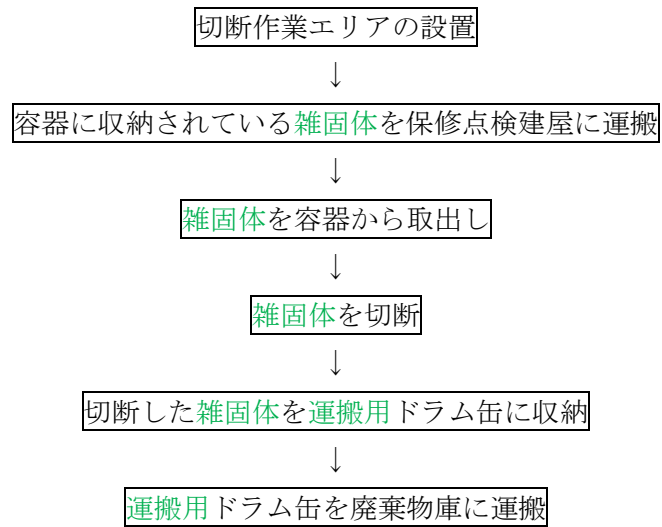 切断作業エリアの設置
↓
容器に収納されている雑固体を保修点検建屋に運搬
↓
雑固体を容器から取出し
↓
雑固体を切断
↓
切断した雑固体を運搬用ドラム缶に収納
↓
運搬用ドラム缶を廃棄物庫に運搬